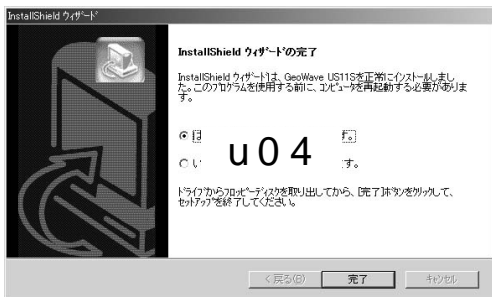 InstallShield ウィザード
InstallShield ウィザードの完了
InstallShield ウィザードは、GeoWave US11Sを正常にインストールしまし
た。このプログラムを使用する前に、コンピュータを再起動する必要がありま
す。
は た。
い す。
u04
ドライブからフロッピーディスクを取り出してから、[完了]ボタンをクリックして、
セットアップを終了してください。
< 戻る(B) 完了 キャンセル